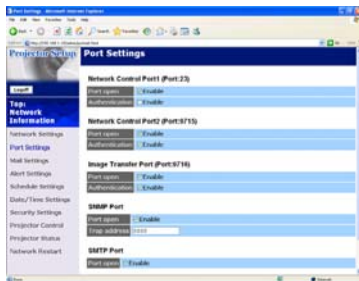 Port Settings - Microsoft Internet Explorer
Projector Setup
Port Settings
Logoff
Top:
Network
Information
Network Settings
Port Settings
Mail Settings
Alert Settings
Schedule Settings
Date/Time Settings
Security Settings
Projector Control
Projector Status
Network Restart
Network Control Port1 (Port:23)
Port open Enable
Authentication Enable
Network Control Port2 (Port:9715)
Port open Enable
Authentication Enable
Image Transfer Port (Port:9716)
Port open Enable
Authentication Enable
SNMP Port
Port open Enable
Trap address
SMTP Port
Port open Enable